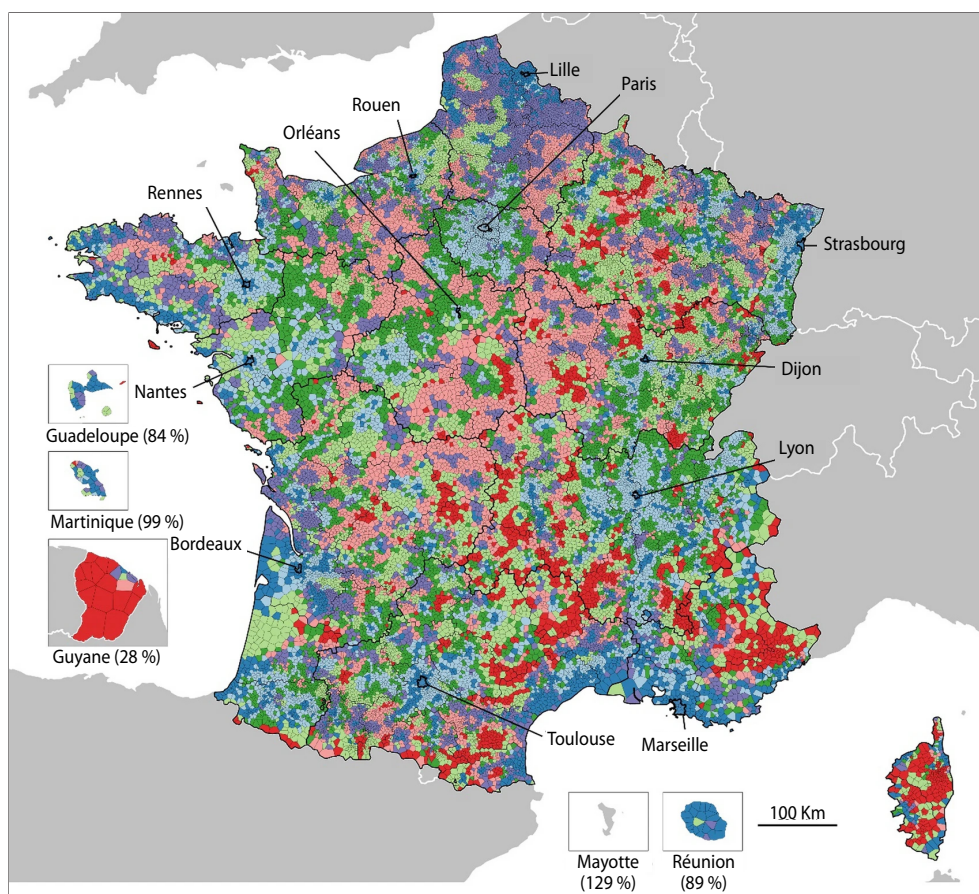 Lille
Paris
Rouen
Orléans
Rennes
Strasbourg
Nantes
Dijon
Guadeloupe (84 %)
Lyon
Martinique (99 %)
Bordeaux
Guyane (28 %)
Toulouse
Marseille
100 Km
Mayotte
(129 %)
Réunion
(89 %)